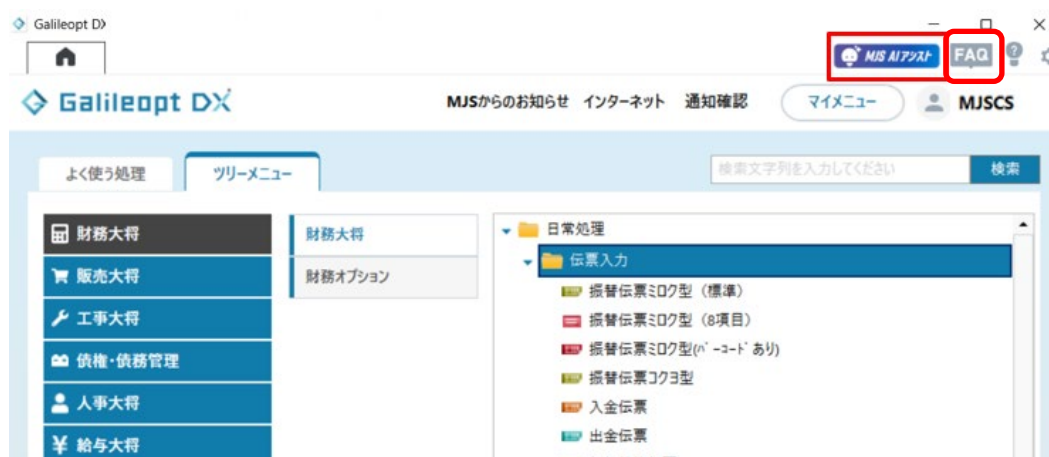 Galileopt DX
MJS AIアシスト FAQ
Galileopt DX
MJSからのお知らせ インターネット 通知確認 マイメニュー MJSCS
よく使う処理 ツリーメニュー 検索文字列を入力してください 検索
財務大将 財務大将 日常処理
伝票入力
販売大将 財務オプション
振替伝票ミロク型（標準）
工事大将 振替伝票ミロク型（8項目）
振替伝票ミロク型(ﾊﾞｰｺｰﾄﾞあり)
債権・債務管理
振替伝票コクヨ型
人事大将 入金伝票
給与大将 出金伝票